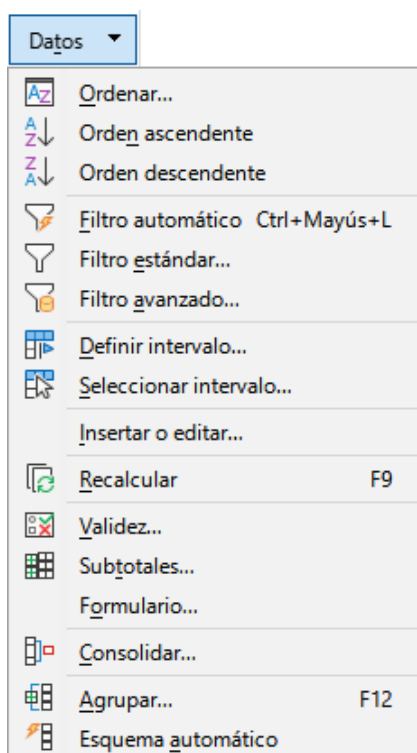 Datos
Ordenar...
Orden ascendente
Orden descendente
Filtro automático Ctrl+Mayús+L
Filtro estándar...
Filtro avanzado...
Definir intervalo...
Seleccionar intervalo...
Insertar o editar...
Recalcular F9
Validez...
Subtotales...
Formulario...
Consolidar...
Agrupar... F12
Esquema automático